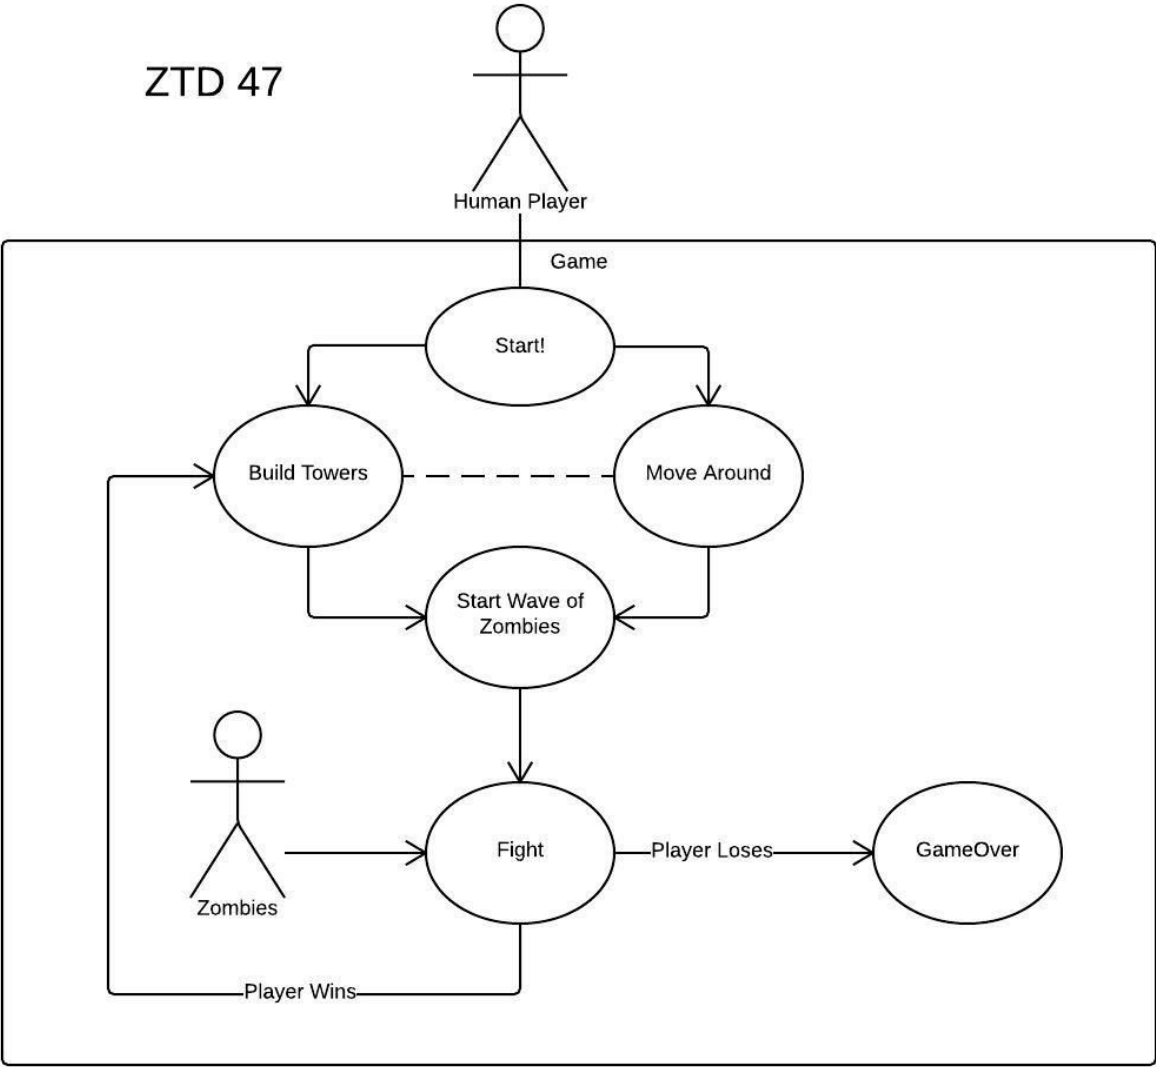 ZTD 47
Human Player
Game
Start!
Build Towers
Move Around
Start Wave of
Zombies
Fight
Player Loses
GameOver
Zombies
Player Wins